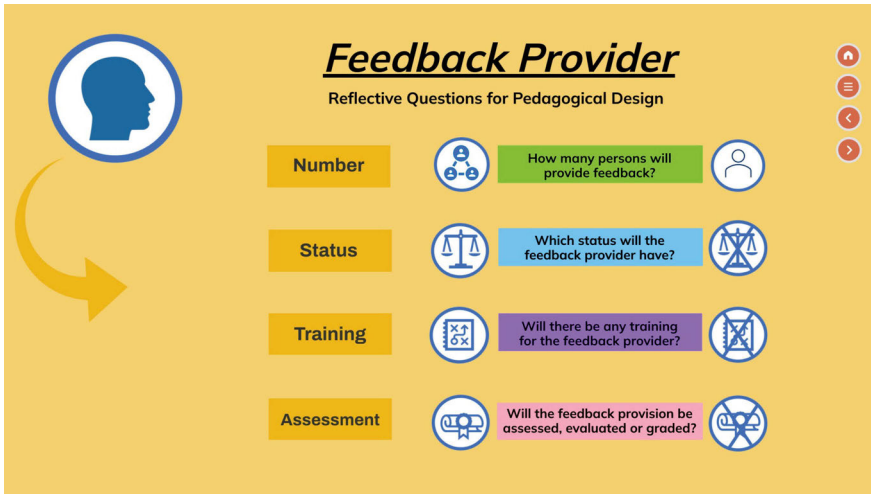 Feedback Provider
Reflective Questions for Pedagogical Design
Number
How many persons will
provide feedback?
Status
Which status will the
feedback provider have?
Training
Will there be any training
for the feedback provider?
Assessment
Will the feedback provision be
assessed, evaluated or graded?